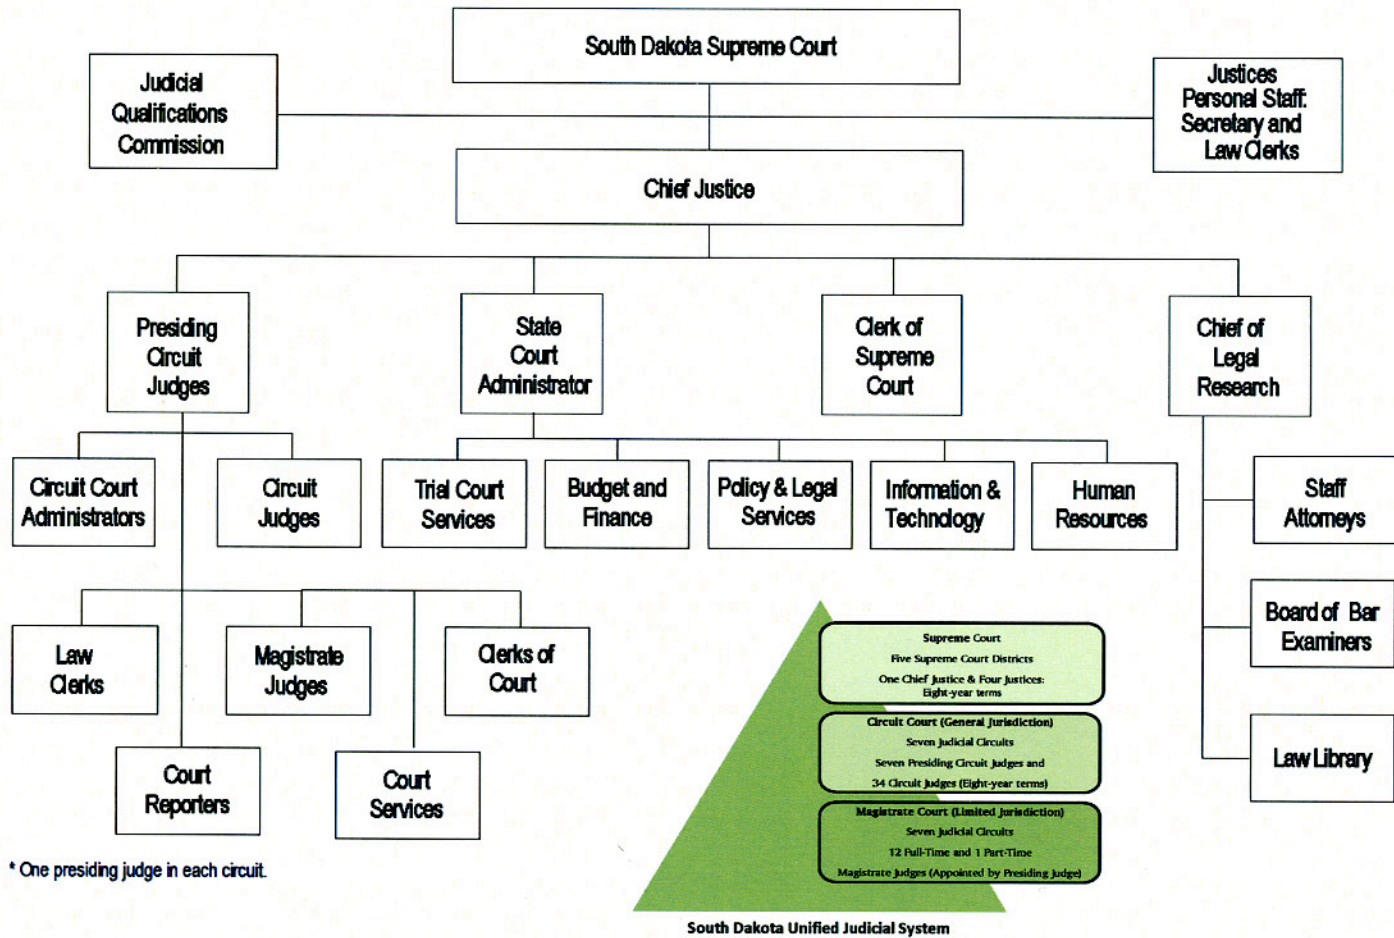 South Dakota Supreme Court
Judicial
Qualifications
Commission
Justices
Personal Staff:
Secretary and
Law Clerks
Chief Justice
Presiding
Circuit
Judges
State
Court
Administrator
Clerk of
Supreme
Court
Chief of
Legal
Research
Circuit Court
Administrators
Circuit
Judges
Trial Court
Services
Budget and
Finance
Policy & Legal
Services
Information &
Technology
Human
Resources
Staff
Attorneys
Law
Clerks
Magistrate
Judges
Clerks of
Court
Board of Bar
Examiners
Court
Reporters
Court
Services
Law Library
Supreme Court
Five Supreme Court Districts
One Chief Justice & Four Justices:
Eight-year terms
Circuit Court (General Jurisdiction)
Seven Judicial Circuits
Seven Presiding Circuit Judges and
34 Circuit Judges (Eight-year terms)
Magistrate Court (Limited Jurisdiction)
Seven Judicial Circuits
12 Full-Time and 1 Part-Time
Magistrate Judges (Appointed by Presiding Judge)
* One presiding judge in each circuit.
South Dakota Unified Judicial System